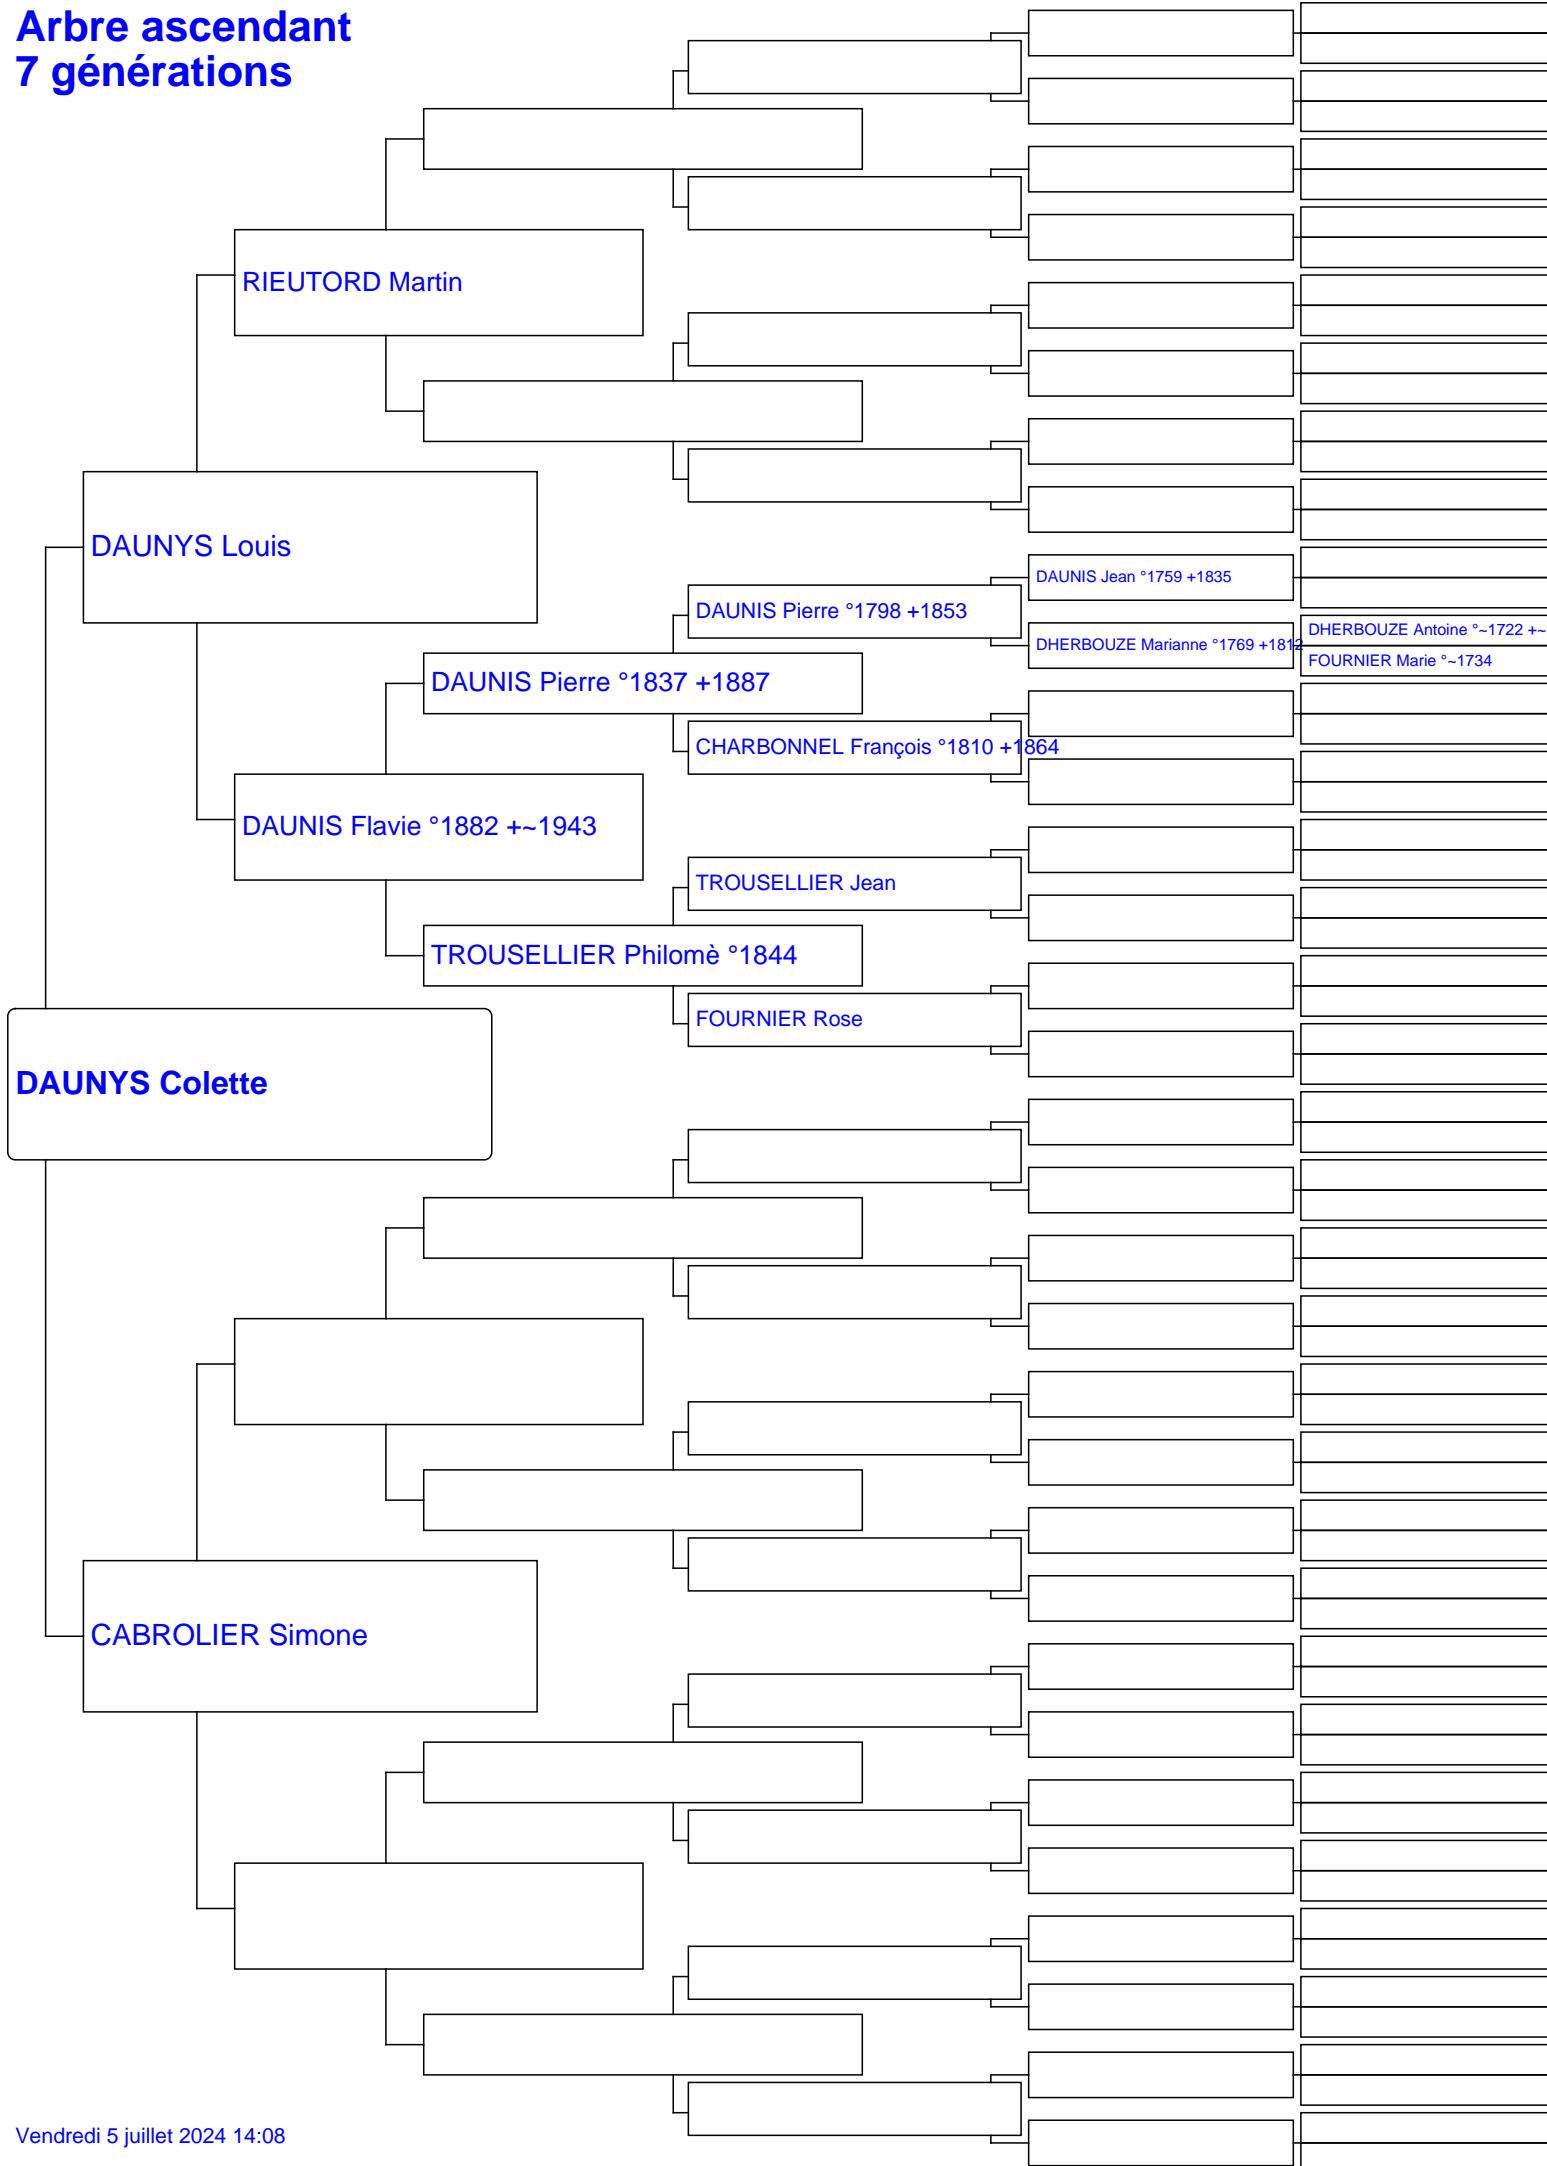 Arbre ascendant
7 générations
RIEUTORD Martin
DAUNYS Louis
DAUNIS Jean °1759 +1835
DAUNIS Pierre °1798 +1853
DHERBOUZE Antoine °~1722 +~
DHERBOUZE Marianne °1769 +1812
FOURNIER Marie °~1734
DAUNIS Pierre °1837 +1887
CHARBONNEL François °1810 +1864
DAUNIS Flavie °1882 +~1943
TROUSELLIER Jean
TROUSELLIER Philomè °1844
FOURNIER Rose
DAUNYS Colette
CABROLIER Simone
Vendredi 5 juillet 2024 14:08